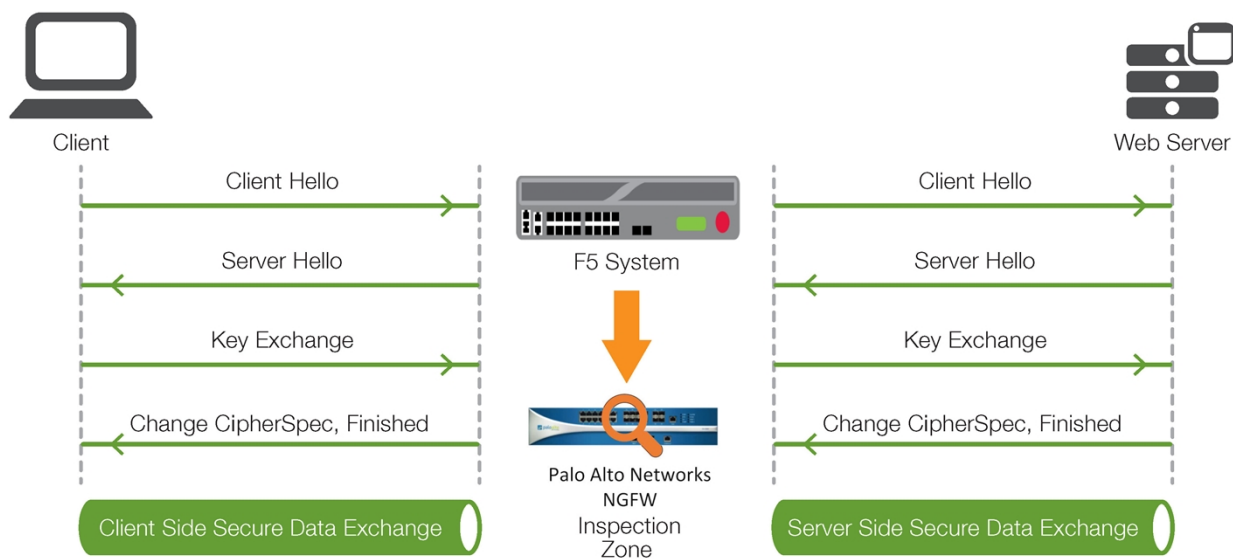 Client
Web Server
Client Hello
Server Hello
Key Exchange
Change CipherSpec, Finished
Client Side Secure Data Exchange
F5 System
Palo Alto Networks
NGFW
Inspection
Zone
Client Hello
Server Hello
Key Exchange
Change CipherSpec, Finished
Server Side Secure Data Exchange